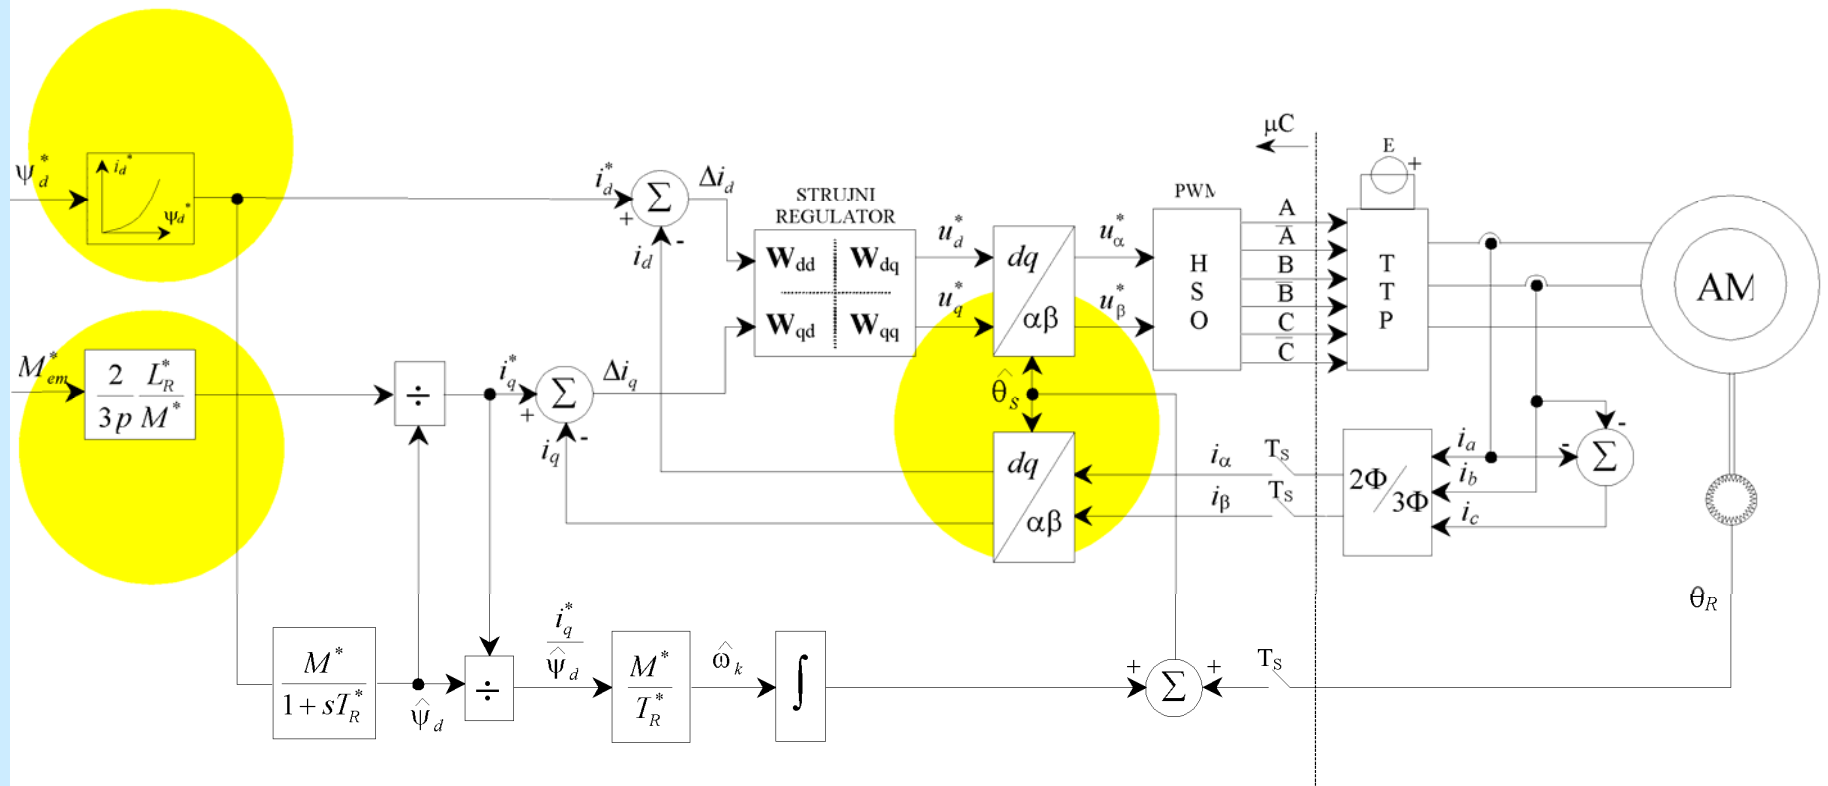 μC
E
+
ψ*d
i*d
ψd*
i*d
+
Σ
Δid
-
id
STRUJNI
REGULATOR
Wdd Wdq
Wqd Wqq
u*d
u*q
dq
αβ
u*α
u*β
PWM
H
S
O
A
A̅
B
B̅
C
C̅
T
T
P
AM
M*em
2 L*R
3p M*
÷
i*q
+
Σ
Δiq
-
iq
θ̂S
dq
αβ
iα
TS
iβ
TS
2Φ
3Φ
ia
ib
ic
-
-
Σ
θR
M*
1+sT*R
ψ̂d
÷
i*q
ψ̂d
M*
T*R
ω̂k
∫
+
Σ
+
TS